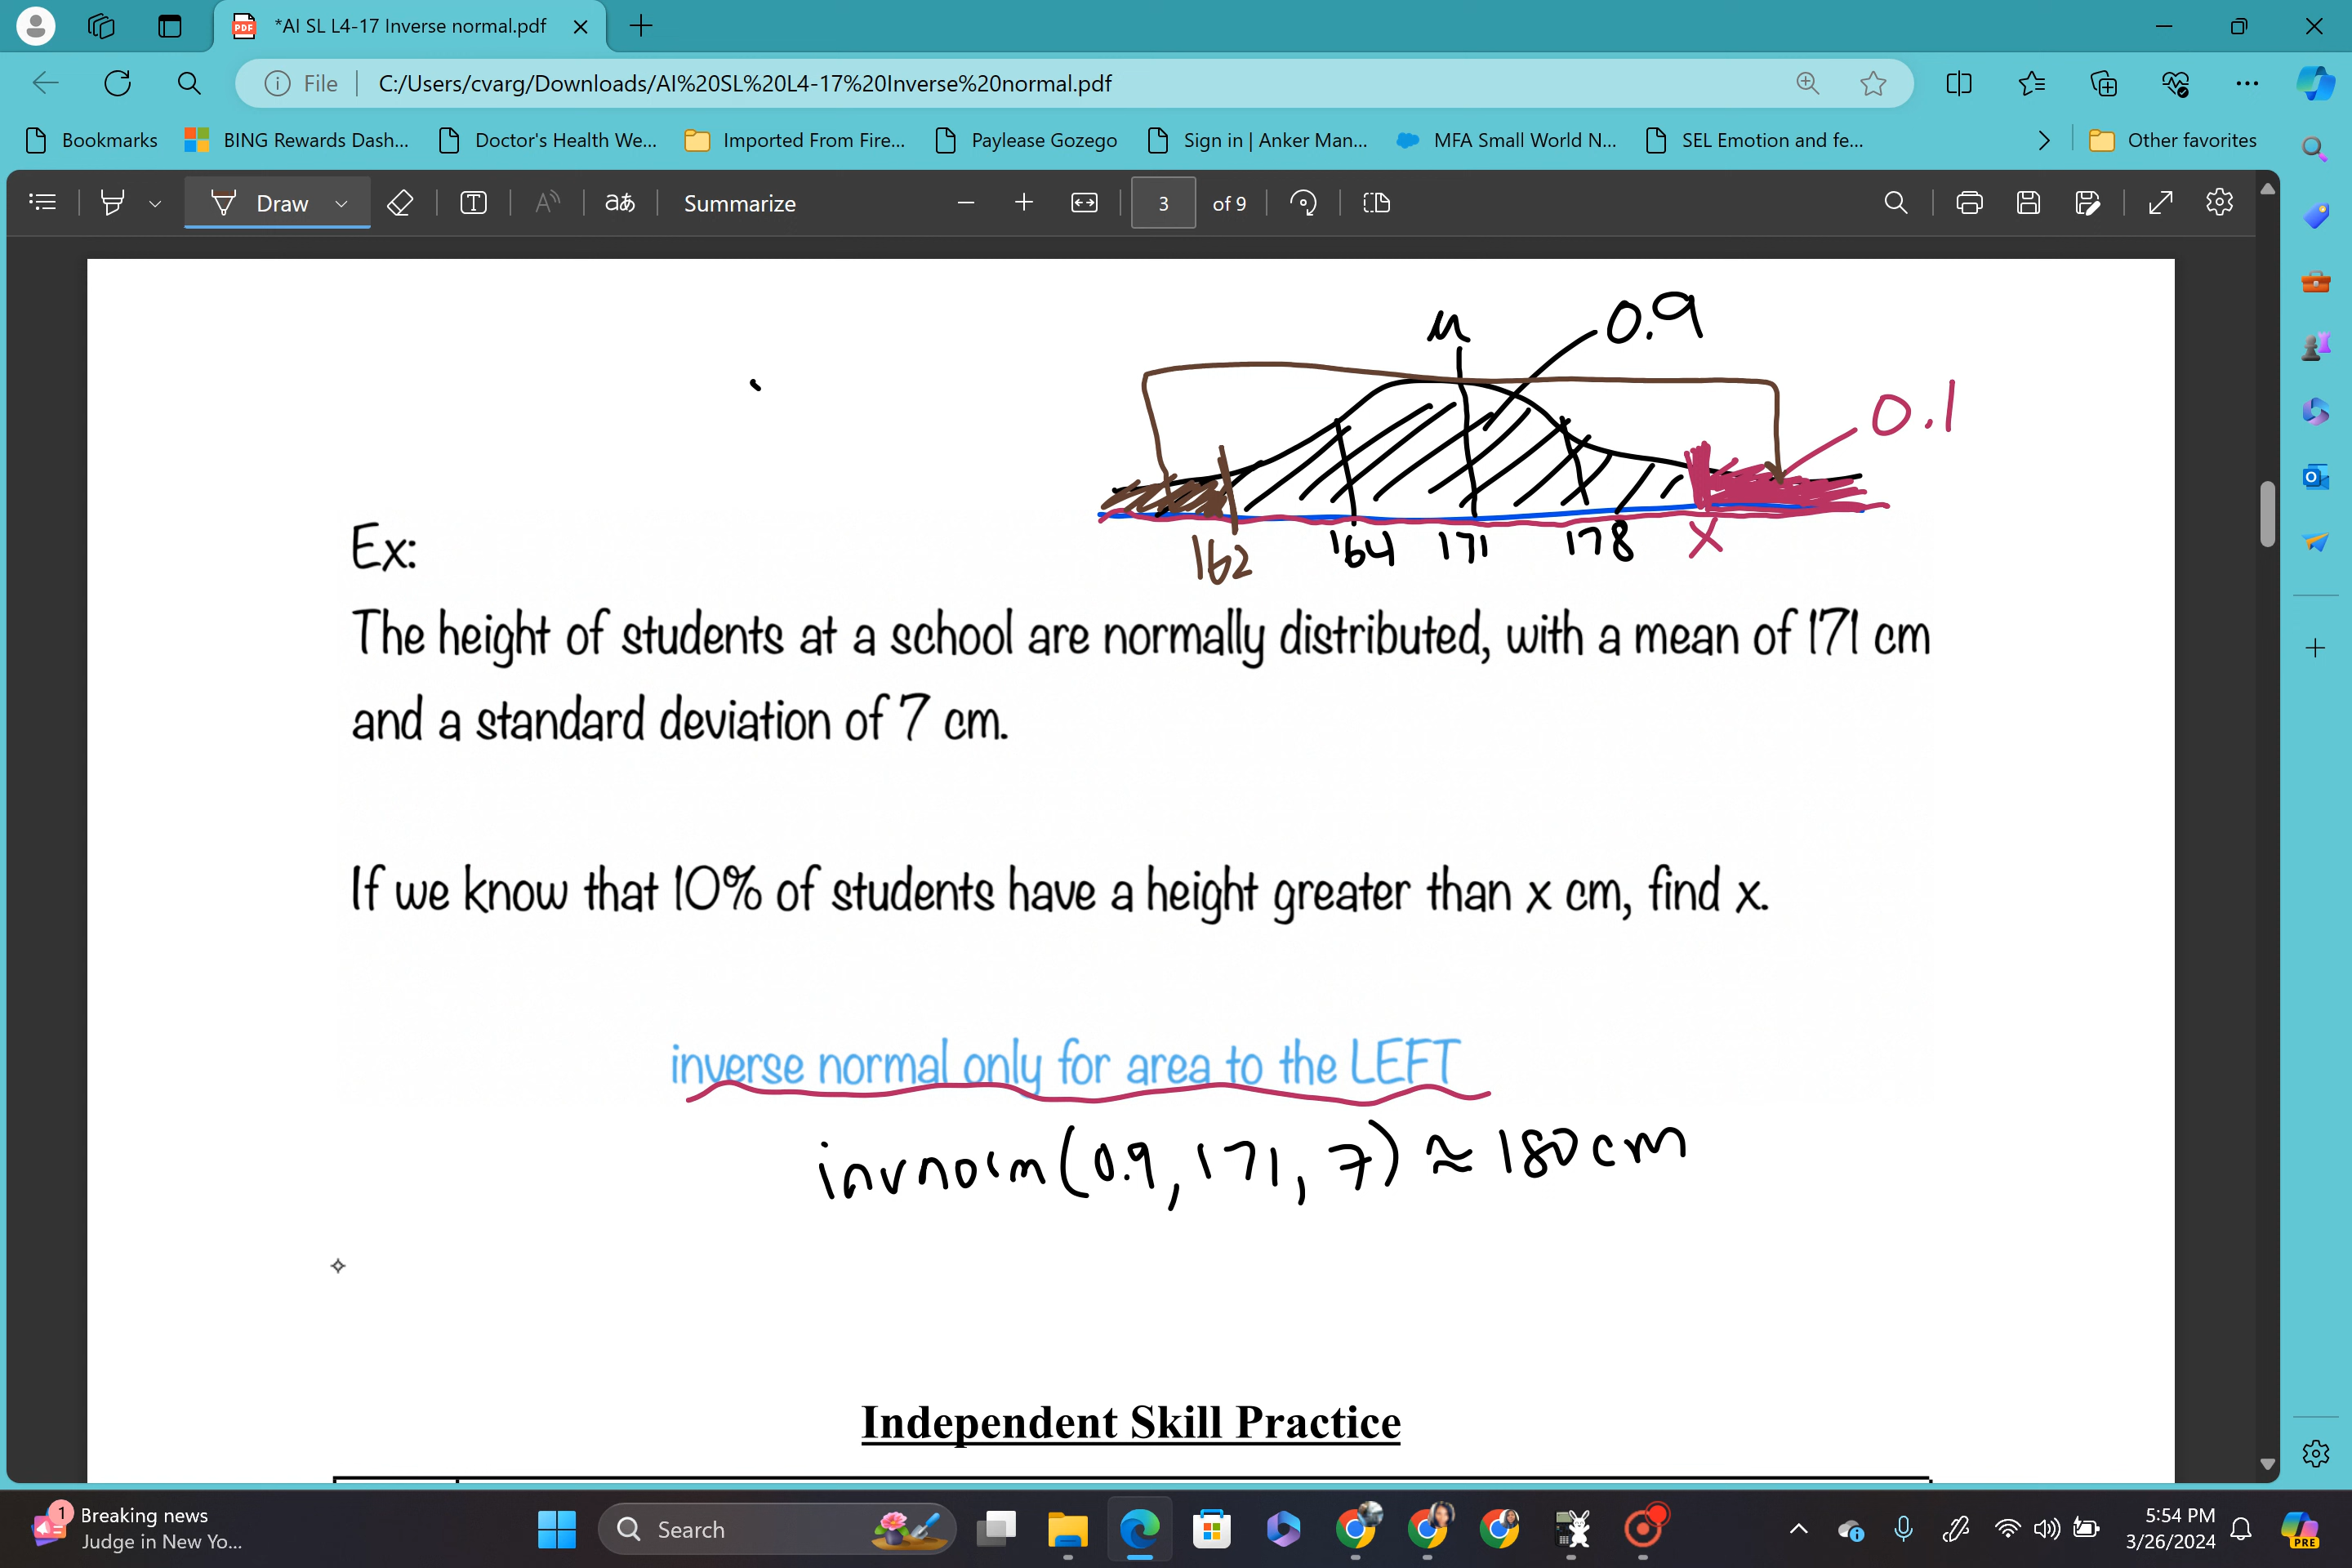 *AI SL L4-17 Inverse normal.pdf
File C:/Users/cvarg/Downloads/AI%20SL%20L4-17%20Inverse%20normal.pdf
Bookmarks BING Rewards Dash... Doctor's Health We... Imported From Fire... Paylease Gozego Sign in | Anker Man... MFA Small World N... SEL Emotion and fe... Other favorites
Draw Summarize 3 of 9
μ 0.9
0.1
162 164 171 178 x
Ex:
The height of students at a school are normally distributed, with a mean of 171 cm
and a standard deviation of 7 cm.
If we know that 10% of students have a height greater than x cm, find x.
inverse normal only for area to the LEFT
invnorm(0.9, 171, 7) ≈ 180 cm
Independent Skill Practice
1 Breaking news
Judge in New Yo...
Search
5:54 PM
3/26/2024
PRE